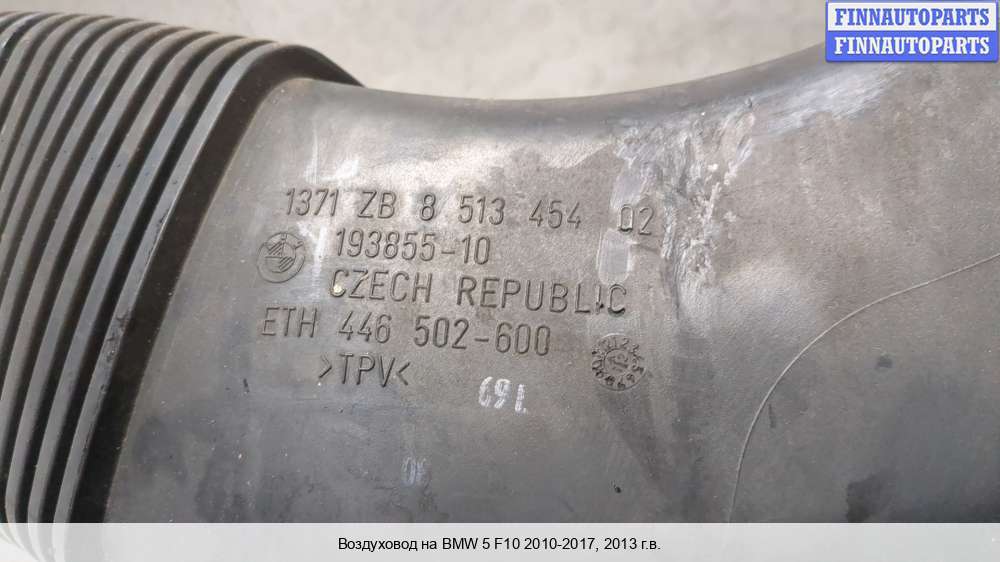 FINNAUTOPARTS
FINNAUTOPARTS
1371 ZB 8 513 454 02
193855-10
CZECH REPUBLIC
ETH 446 502-600
>TPV<
Воздуховод на BMW 5 F10 2010-2017, 2013 г.в.